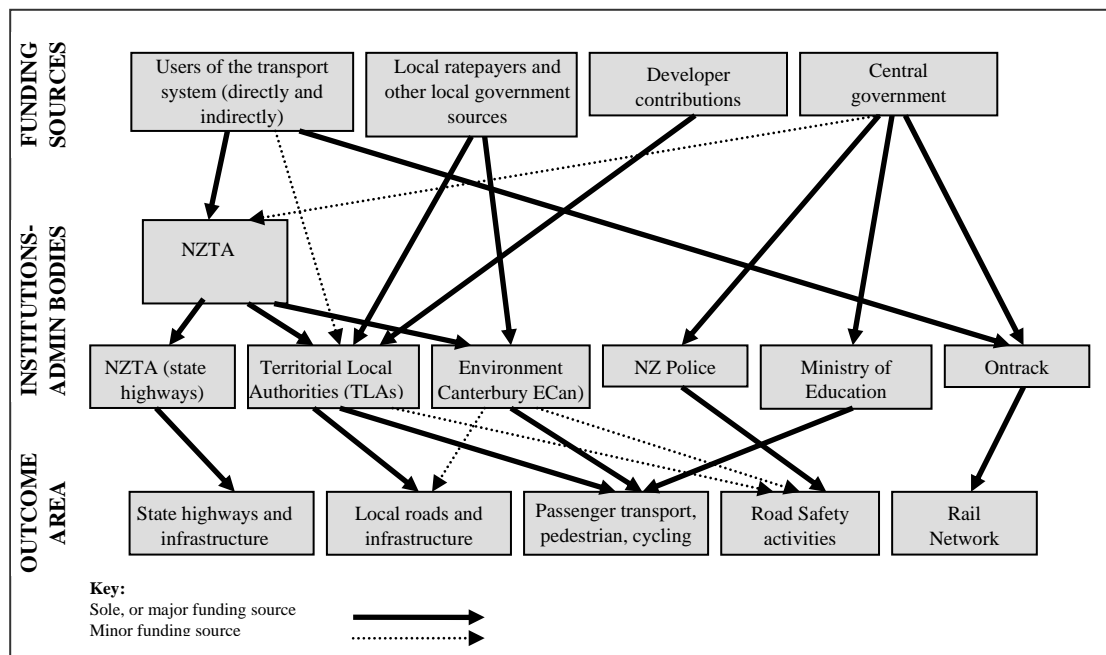 FUNDING
SOURCES
Users of the transport
system (directly and
indirectly)
Local ratepayers and
other local government
sources
Developer
contributions
Central
government
INSTITUTIONS-
ADMIN BODIES
NZTA
NZTA (state
highways)
Territorial Local
Authorities (TLAs)
Environment
Canterbury ECan)
NZ Police
Ministry of
Education
Ontrack
OUTCOME
AREA
State highways and
infrastructure
Local roads and
infrastructure
Passenger transport,
pedestrian, cycling
Road Safety
activities
Rail
Network
Key:
Sole, or major funding source
Minor funding source